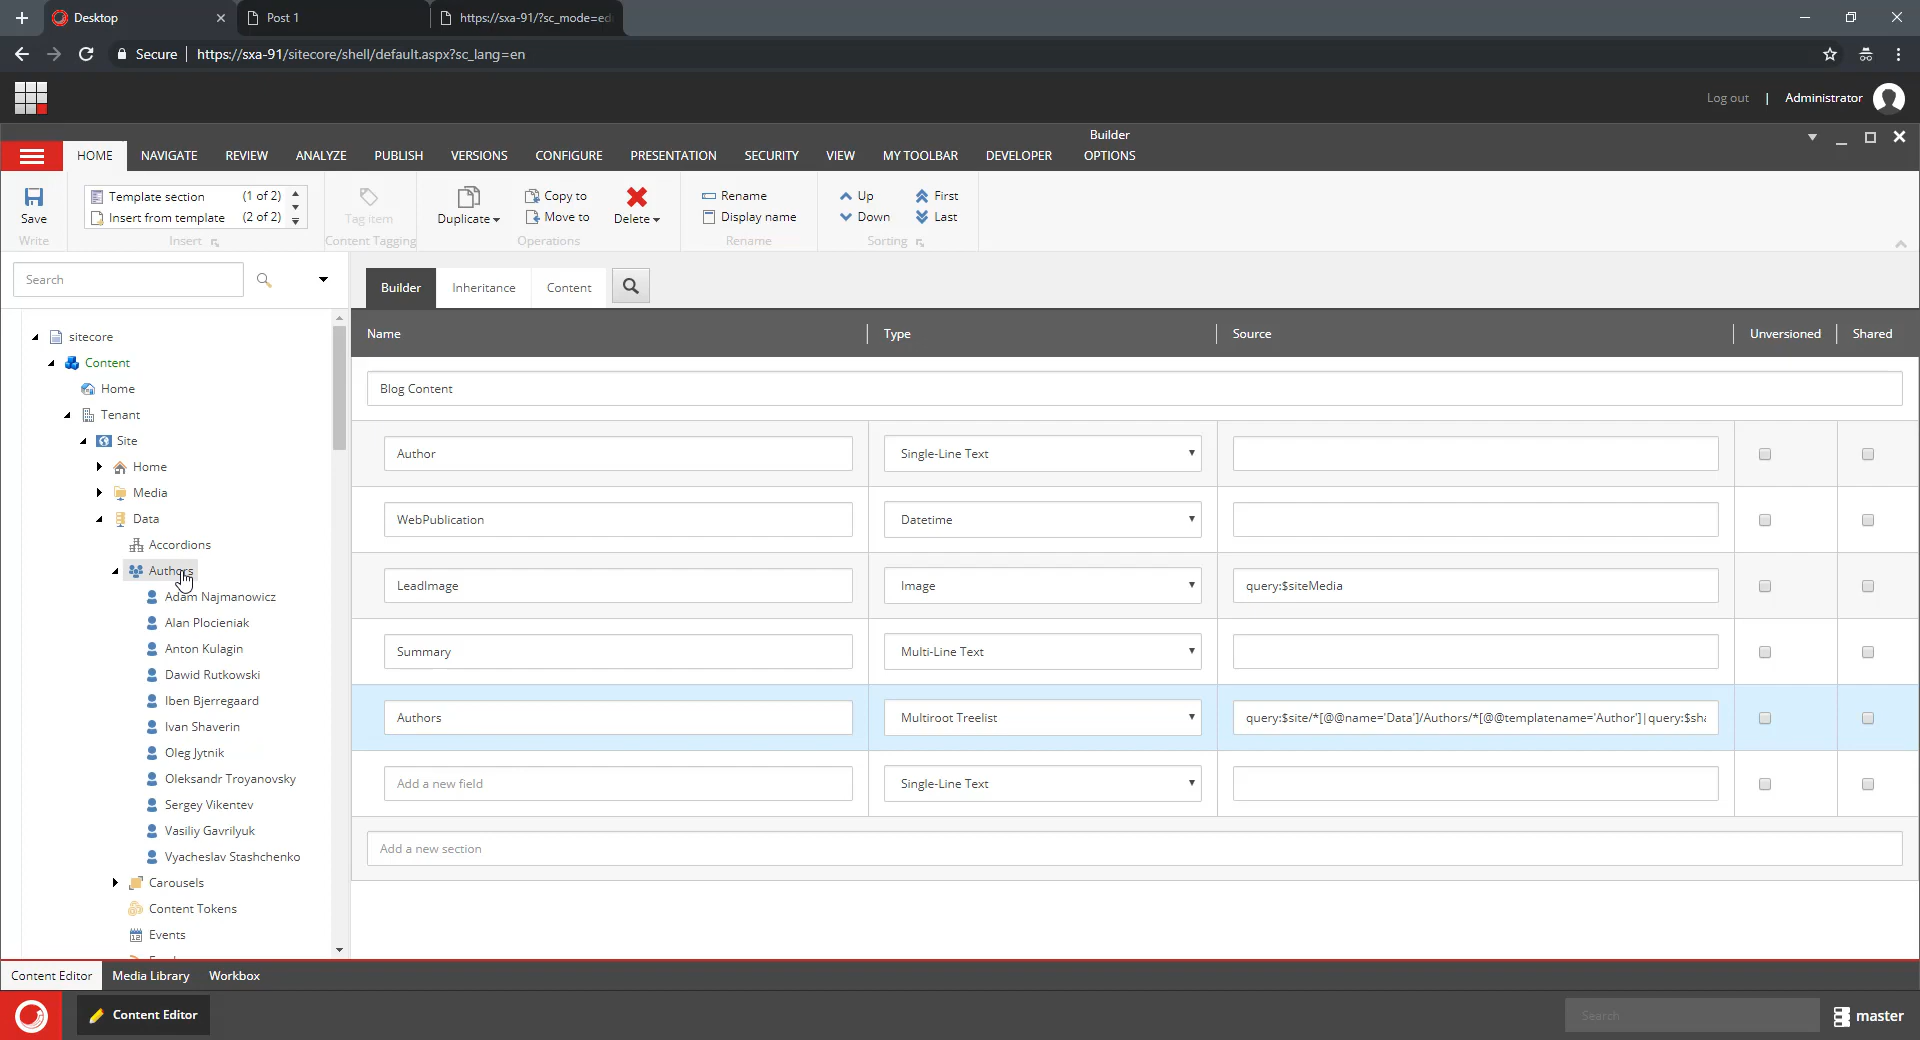 Desktop
Post 1
https://sxa-91/?sc_mode=ed
Secure
https://sxa-91/sitecore/shell/default.aspx?sc_lang=en
Log out | Administrator
Builder
HOME NAVIGATE REVIEW ANALYZE PUBLISH VERSIONS CONFIGURE PRESENTATION SECURITY VIEW MY TOOLBAR DEVELOPER OPTIONS
Save
Write
Template section (1 of 2)
Insert from template (2 of 2)
Insert
Tag item
Content Tagging
Duplicate
Copy to
Move to
Delete
Operations
Rename
Display name
Rename
Up
Down
First
Last
Sorting
Search
Builder Inheritance Content
sitecore
Content
Home
Tenant
Site
Home
Media
Data
Accordions
Authors
Adam Najmanowicz
Alan Plocieniak
Anton Kulagin
Dawid Rutkowski
Iben Bjerregaard
Ivan Shaverin
Oleg Jytnik
Oleksandr Troyanovsky
Sergey Vikentev
Vasiliy Gavrilyuk
Vyacheslav Stashchenko
Carousels
Content Tokens
Events
Name Type Source Unversioned Shared
Blog Content
Author Single-Line Text
WebPublication Datetime
LeadImage Image query:$siteMedia
Summary Multi-Line Text
Authors Multiroot Treelist query:$site/*[@@name='Data']/Authors/*[@@templatename='Author']|query:$sha
Add a new field Single-Line Text
Add a new section
Content Editor Media Library Workbox
Content Editor
Search
master